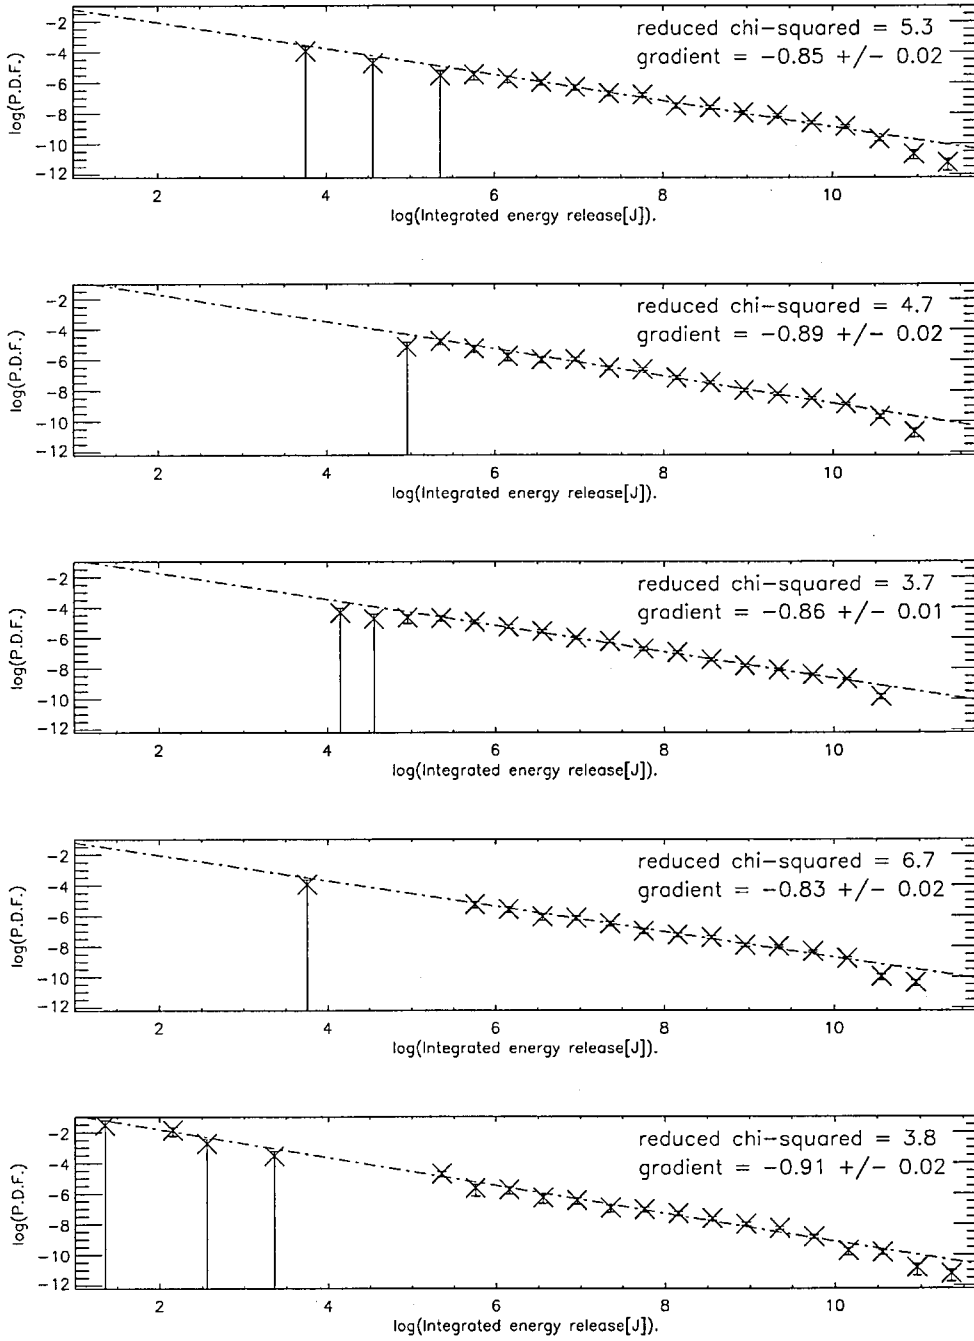 reduced chi-squared = 5.3
gradient = -0.85 +/- 0.02
log(P.D.F.)
-2
-4
-6
-8
-10
-12
2
4
6
8
10
log(Integrated energy release[J]).
reduced chi-squared = 4.7
gradient = -0.89 +/- 0.02
log(P.D.F.)
-2
-4
-6
-8
-10
-12
2
4
6
8
10
log(Integrated energy release[J]).
reduced chi-squared = 3.7
gradient = -0.86 +/- 0.01
log(P.D.F.)
-2
-4
-6
-8
-10
-12
2
4
6
8
10
log(Integrated energy release[J]).
reduced chi-squared = 6.7
gradient = -0.83 +/- 0.02
log(P.D.F.)
-2
-4
-6
-8
-10
-12
2
4
6
8
10
log(Integrated energy release[J]).
reduced chi-squared = 3.8
gradient = -0.91 +/- 0.02
log(P.D.F.)
-2
-4
-6
-8
-10
-12
2
4
6
8
10
log(Integrated energy release[J]).